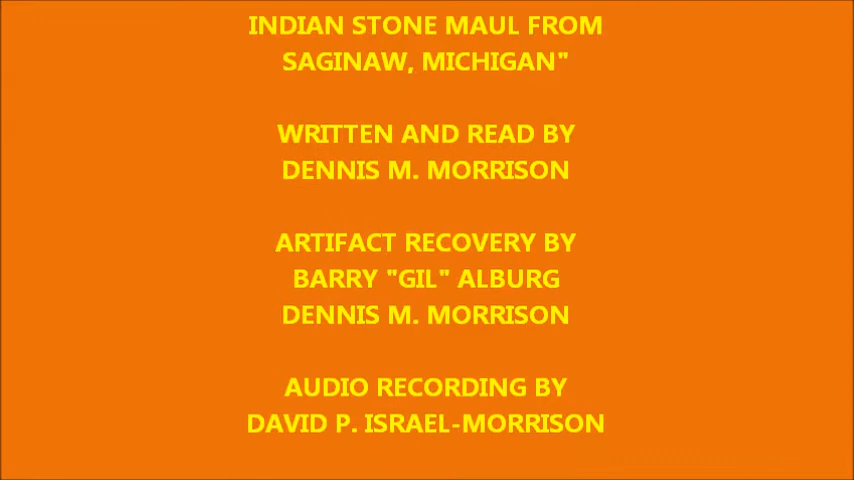 INDIAN STONE MAUL FROM
SAGINAW, MICHIGAN"
WRITTEN AND READ BY
DENNIS M. MORRISON
ARTIFACT RECOVERY BY
BARRY "GIL" ALBURG
DENNIS M. MORRISON
AUDIO RECORDING BY
DAVID P. ISRAEL-MORRISON